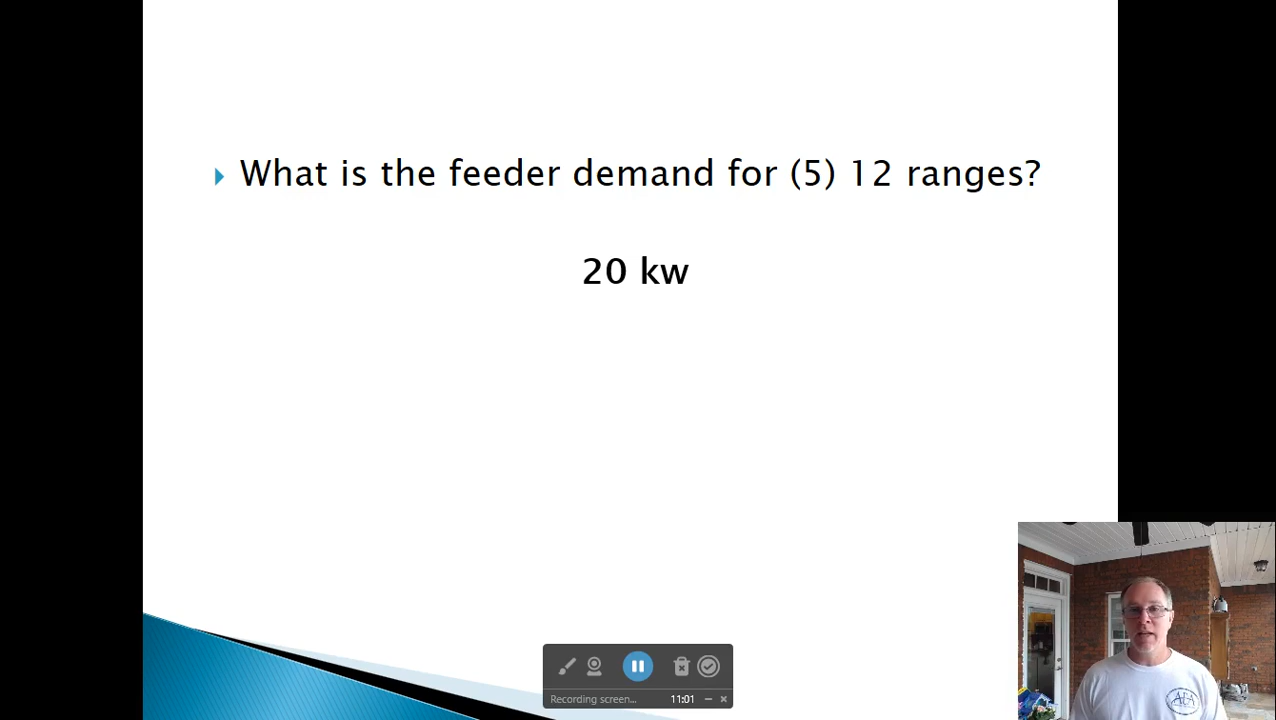 What is the feeder demand for (5) 12 ranges?
20 kw
Recording screen...
11:01